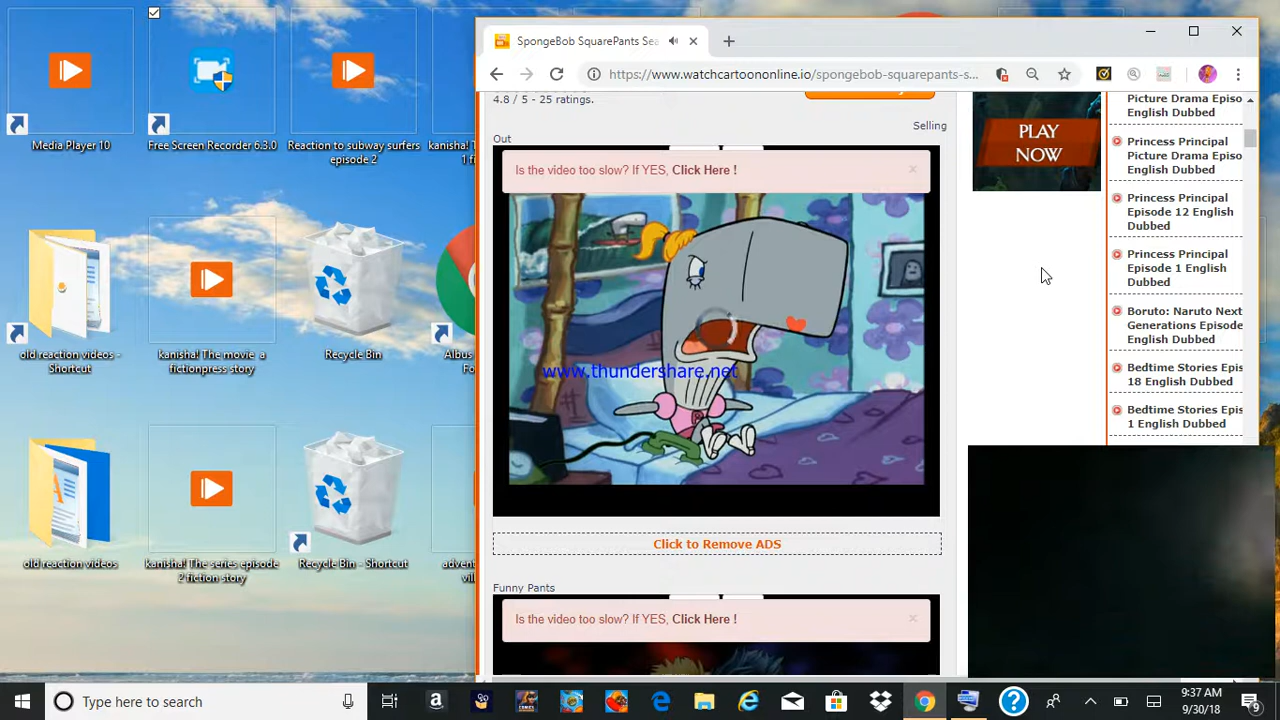 Media Player 10
Free Screen Recorder 6.3.0
Reaction to subway surfers
episode 2
kanisha! 
old reaction videos -
Shortcut
kanisha! The movie a
fictionpress story
Recycle Bin
Albus
Fo
old reaction videos
kanisha! The series episode
2 fiction story
Recycle Bin - Shortcut
advent
vill
SpongeBob SquarePants Sea
https://www.watchcartoononline.io/spongebob-squarepants-s...
4.8 / 5 - 25 ratings.
Selling
Out
Is the video too slow? If YES, Click Here !
×
www.thundershare.net
Click to Remove ADS
Funny Pants
Is the video too slow? If YES, Click Here !
×
PLAY
NOW
Picture Drama Episo
English Dubbed
Princess Principal
Picture Drama Episo
English Dubbed
Princess Principal
Episode 12 English
Dubbed
Princess Principal
Episode 1 English
Dubbed
Boruto: Naruto Next
Generations Episode
English Dubbed
Bedtime Stories Epis
18 English Dubbed
Bedtime Stories Epis
1 English Dubbed
Type here to search
9:37 AM
9/30/18